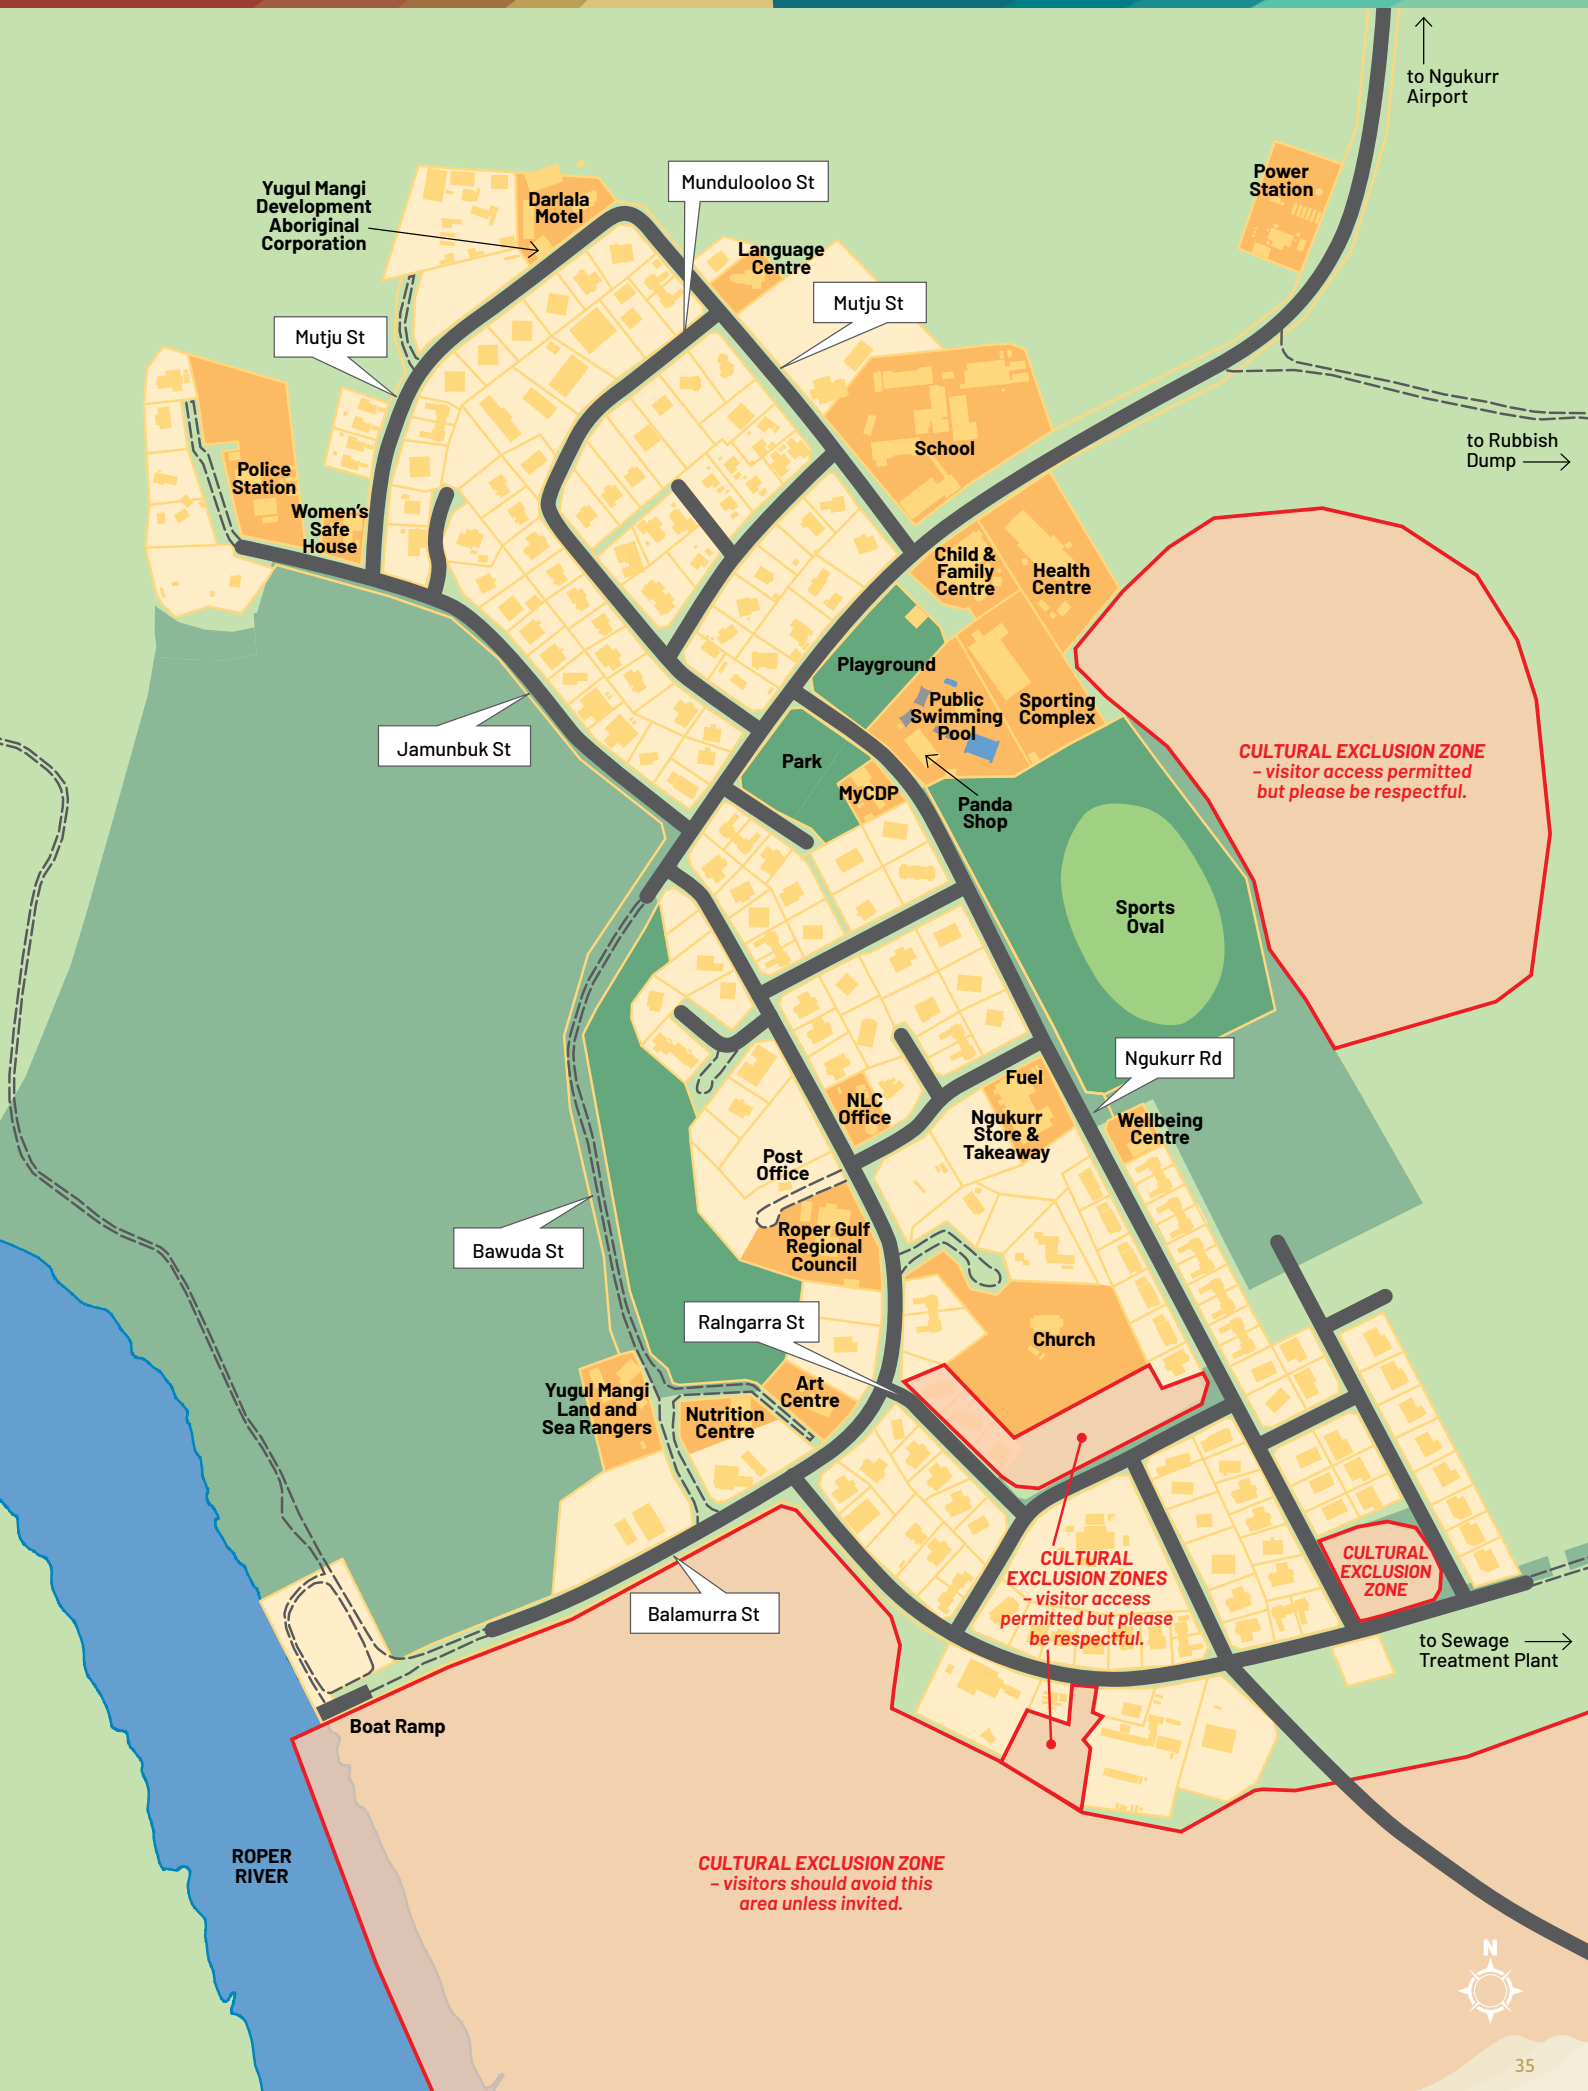 to Ngukurr
Airport
Power
Station
Yugul Mangi
Development
Aboriginal
Corporation
Darlala
Motel
Mundulooloo St
Language
Centre
Mutju St
Mutju St
School
to Rubbish
Dump
Police
Station
Women's
Safe
House
Child &
Family
Centre
Health
Centre
Playground
Public
Swimming
Pool
Sporting
Complex
Jamunbuk St
Park
MyCDP
Panda
Shop
CULTURAL EXCLUSION ZONE
– visitor access permitted
but please be respectful.
Sports
Oval
Ngukurr Rd
Fuel
NLC
Office
Ngukurr
Store &
Takeaway
Wellbeing
Centre
Post
Office
Roper Gulf
Regional
Council
Bawuda St
Ralngarra St
Church
Yugul Mangi
Land and
Sea Rangers
Nutrition
Centre
Art
Centre
CULTURAL
EXCLUSION ZONES
– visitor access
permitted but please
be respectful.
CULTURAL
EXCLUSION
ZONE
Balamurra St
to Sewage
Treatment Plant
Boat Ramp
ROPER
RIVER
CULTURAL EXCLUSION ZONE
– visitors should avoid this
area unless invited.
N
35